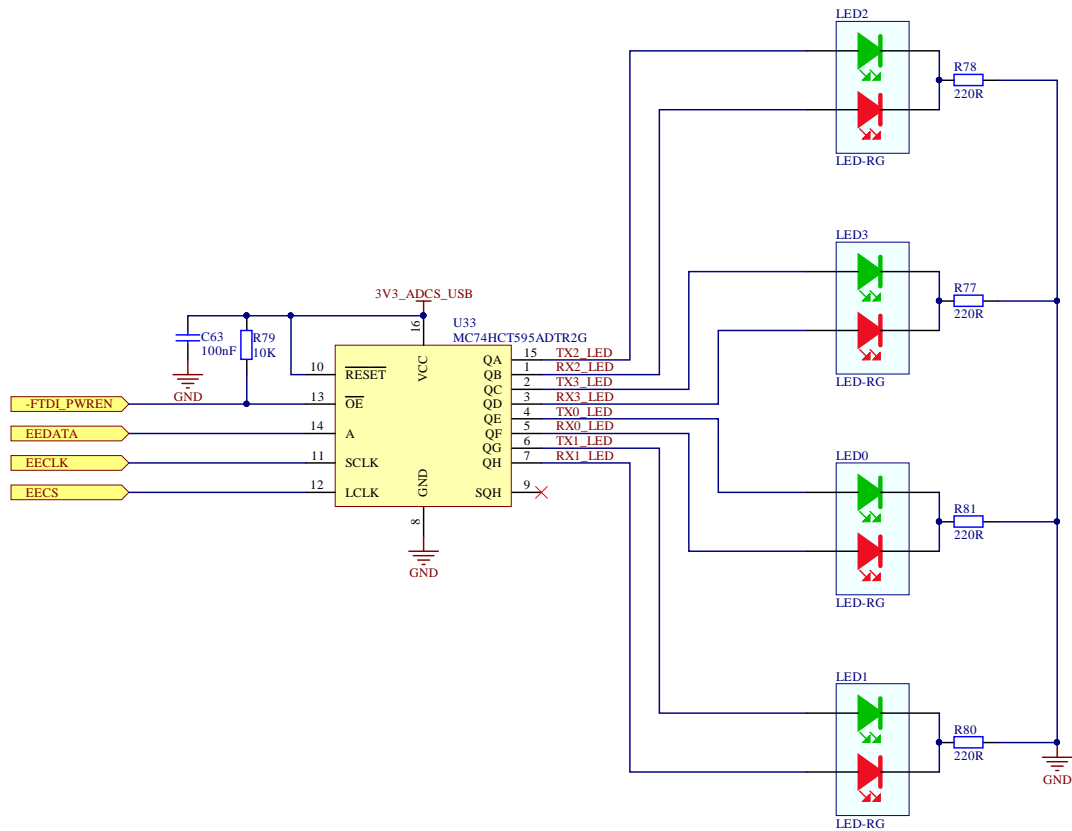 LED2
R78
220R
LED-RG
LED3
R77
220R
LED-RG
3V3_ADCS_USB
U33
MC74HCT595ADTR2G
C63
100nF
R79
10K
GND
16
VCC
10
RESET
13
OE
14
A
11
SCLK
12
LCLK
GND
8
GND
QA
15
TX2_LED
QB
1
RX2_LED
QC
2
TX3_LED
QD
3
RX3_LED
QE
4
TX0_LED
QF
5
RX0_LED
QG
6
TX1_LED
QH
7
RX1_LED
SQH
9
-FTDI_PWREN
EEDATA
EECLK
EECS
LED0
R81
220R
LED-RG
LED1
R80
220R
GND
LED-RG